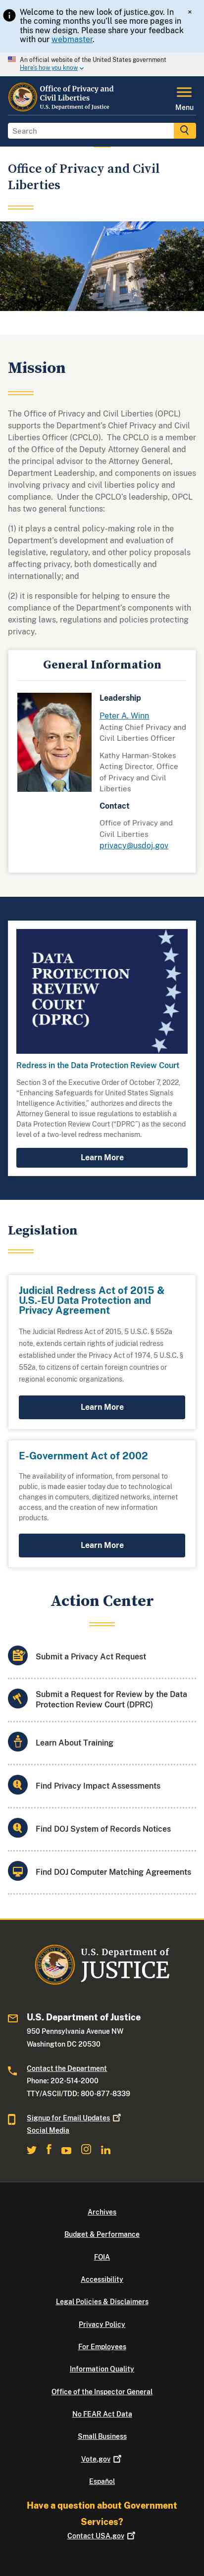 Welcome to the new look of justice.gov. In
the coming months you'll see more pages in
this new design. Please share your feedback
with our webmaster.
×
An official website of the United States government
Here's how you know
Office of Privacy and
Civil Liberties
U.S. Department of Justice
Menu
Search
Office of Privacy and Civil
Liberties
Mission
The Office of Privacy and Civil Liberties (OPCL)
supports the Department's Chief Privacy and Civil
Liberties Officer (CPCLO). The CPCLO is a member
of the Office of the Deputy Attorney General and
the principal advisor to the Attorney General,
Department Leadership, and components on issues
involving privacy and civil liberties policy and
compliance. Under the CPCLO's leadership, OPCL
has two general functions:
(1) it plays a central policy-making role in the
Department's development and evaluation of
legislative, regulatory, and other policy proposals
affecting privacy, both domestically and
internationally; and
(2) it is responsible for helping to ensure the
compliance of the Department's components with
existing privacy laws, regulations, and policies
protecting privacy.
General Information
Leadership
Peter A. Winn
Acting Chief Privacy and
Civil Liberties Officer
Kathy Harman-Stokes
Acting Director, Office
of Privacy and Civil
Liberties
Contact
Office of Privacy and
Civil Liberties
privacy@usdoj.gov
DATA
PROTECTION
REVIEW
COURT
(DPRC)
Redress in the Data Protection Review Court
Section 3 of the Executive Order of October 7, 2022,
"Enhancing Safeguards for United States Signals
Intelligence Activities," authorizes and directs the
Attorney General to issue regulations to establish a
Data Protection Review Court ("DPRC") as the second
level of a two-level redress mechanism.
Learn More
Legislation
Judicial Redress Act of 2015 &
U.S.-EU Data Protection and
Privacy Agreement
The Judicial Redress Act of 2015, 5 U.S.C. § 552a
note, extends certain rights of judicial redress
established under the Privacy Act of 1974, 5 U.S.C. §
552a, to citizens of certain foreign countries or
regional economic organizations.
Learn More
E-Government Act of 2002
The availability of information, from personal to
public, is made easier today due to technological
changes in computers, digitized networks, internet
access, and the creation of new information
products.
Learn More
Action Center
Submit a Privacy Act Request
Submit a Request for Review by the Data
Protection Review Court (DPRC)
Learn About Training
Find Privacy Impact Assessments
Find DOJ System of Records Notices
Find DOJ Computer Matching Agreements
U.S. Department of
JUSTICE
U.S. Department of Justice
950 Pennsylvania Avenue NW
Washington DC 20530
Contact the Department
Phone: 202-514-2000
TTY/ASCII/TDD: 800-877-8339
Signup for Email Updates
Social Media
Archives
Budget & Performance
FOIA
Accessibility
Legal Policies & Disclaimers
Privacy Policy
For Employees
Information Quality
Office of the Inspector General
No FEAR Act Data
Small Business
Vote.gov
Español
Have a question about Government
Services?
Contact USA.gov